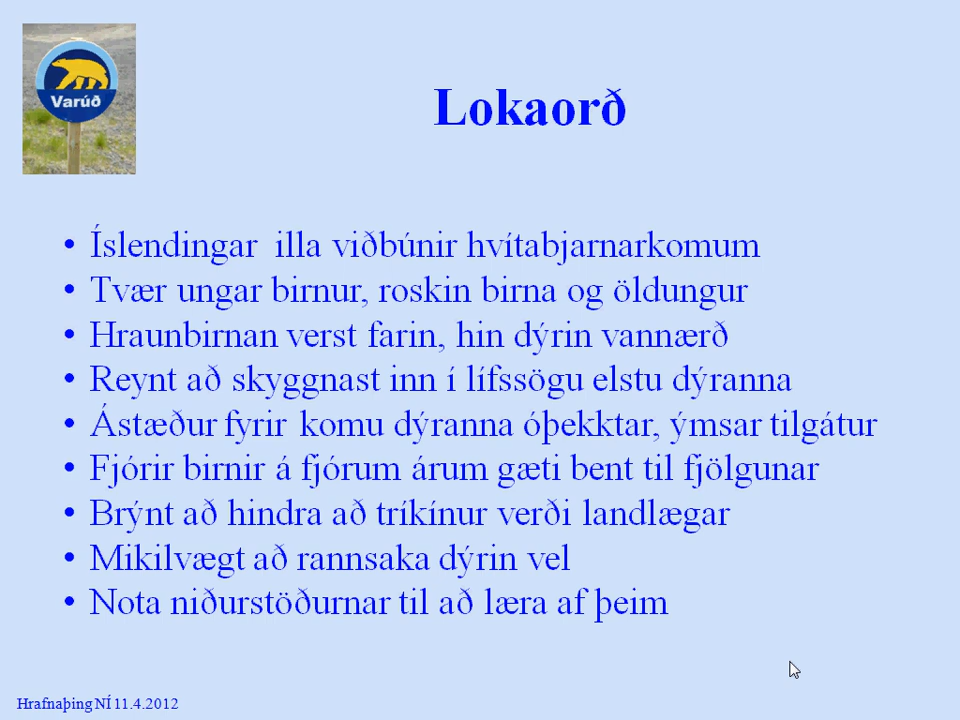 Varúð
Lokaorð
• Íslendingar illa viðbúnir hvítabjarnarkomum
• Tvær ungar birnur, roskin birna og öldungur
• Hraunbirnan verst farin, hin dýrin vannærð
• Reynt að skyggnast inn í lífssögu elstu dýranna
• Ástæður fyrir komu dýranna óþekktar, ýmsar tilgátur
• Fjórir birnir á fjórum árum gæti bent til fjölgunar
• Brýnt að hindra að tríkínur verði landlægar
• Mikilvægt að rannsaka dýrin vel
• Nota niðurstöðurnar til að læra af þeim
Hrafnaþing NÍ 11.4.2012